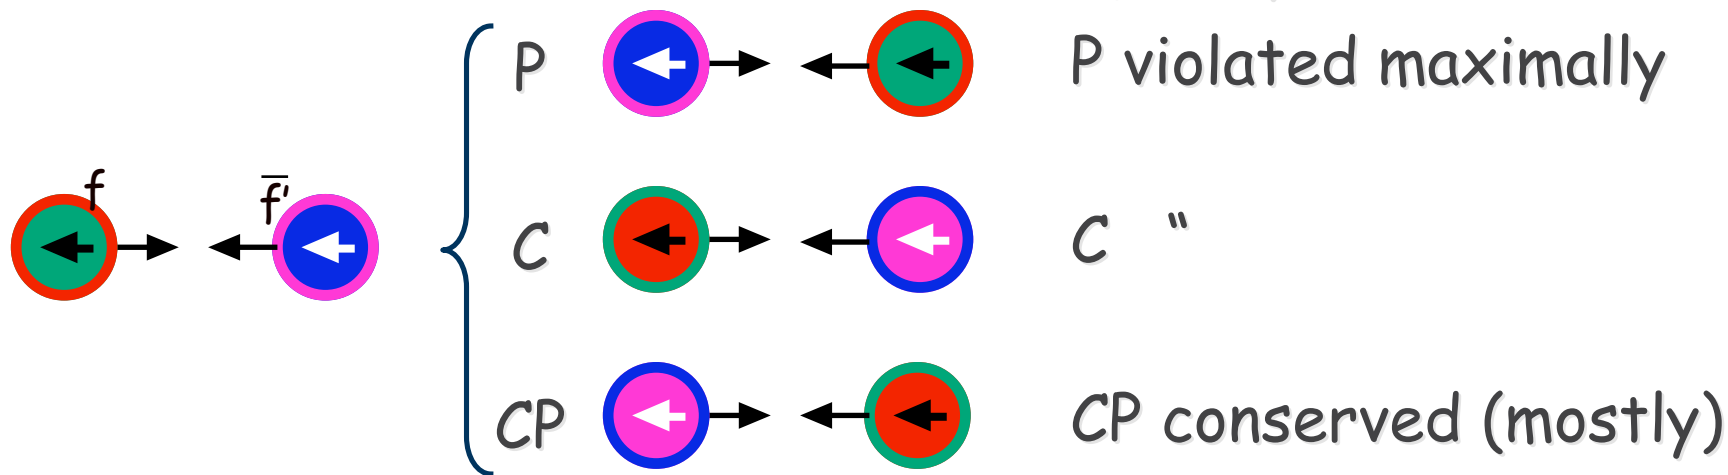 P P violated maximally
f f̅'
C C “
CP CP conserved (mostly)